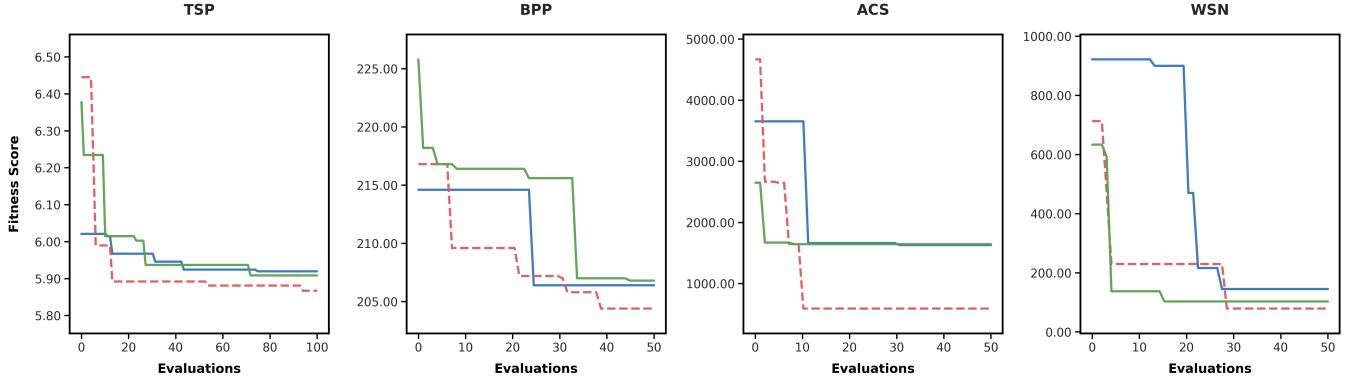 TSP
BPP
ACS
WSN
Fitness Score
6.50
6.40
6.30
6.20
6.10
6.00
5.90
5.80
0 20 40 60 80 100
Evaluations
225.00
220.00
215.00
210.00
205.00
0 10 20 30 40 50
Evaluations
5000.00
4000.00
3000.00
2000.00
1000.00
0 10 20 30 40 50
Evaluations
1000.00
800.00
600.00
400.00
200.00
0.00
0 10 20 30 40 50
Evaluations